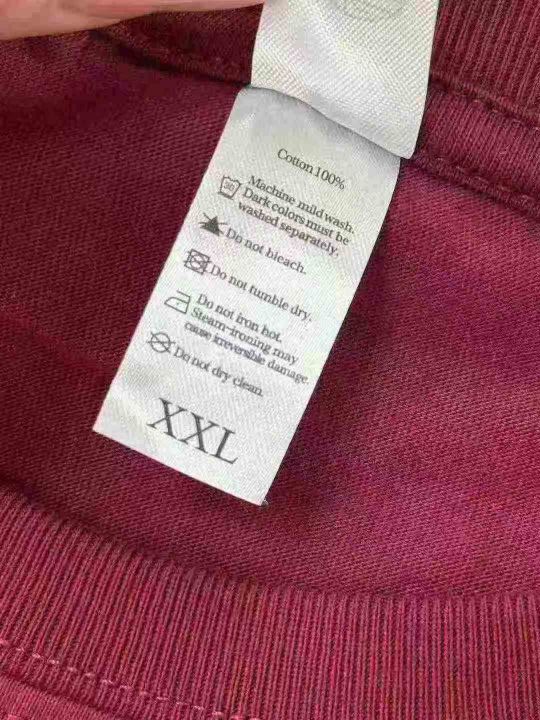 Cotton 100%
30
Machine mild wash.
Dark colors must be
washed separately.
Do not bleach.
Do not tumble dry.
Do not iron hot.
Steam-ironing may
cause irreversible damage.
Do not dry clean.
XXL